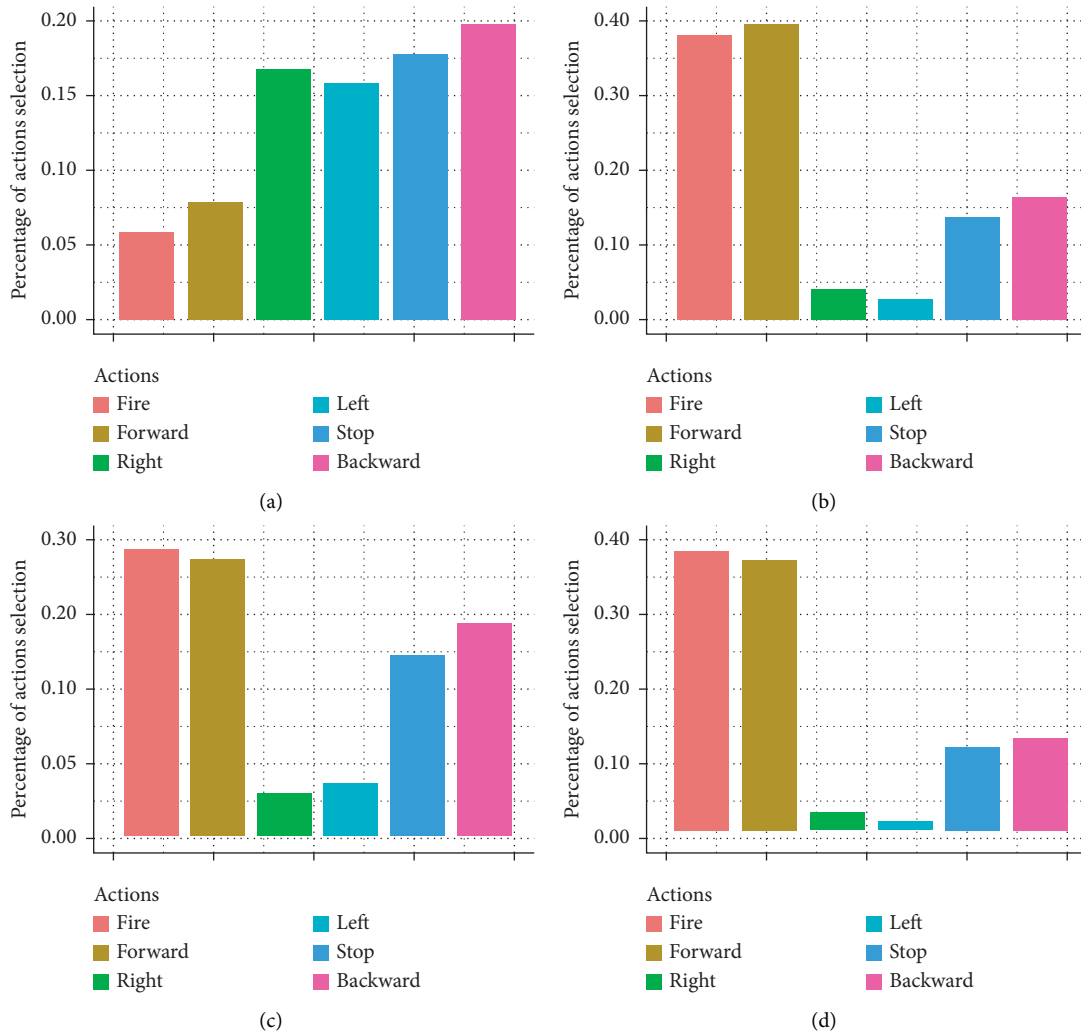 Percentage of actions selection
0.20
0.15
0.10
0.05
0.00
Actions
Fire
Forward
Right
Left
Stop
Backward
(a)
Percentage of actions selection
0.40
0.30
0.20
0.10
0.00
Actions
Fire
Forward
Right
Left
Stop
Backward
(b)
Percentage of actions selection
0.30
0.20
0.10
0.05
0.00
Actions
Fire
Forward
Right
Left
Stop
Backward
(c)
Percentage of actions selection
0.40
0.30
0.20
0.10
0.00
Actions
Fire
Forward
Right
Left
Stop
Backward
(d)